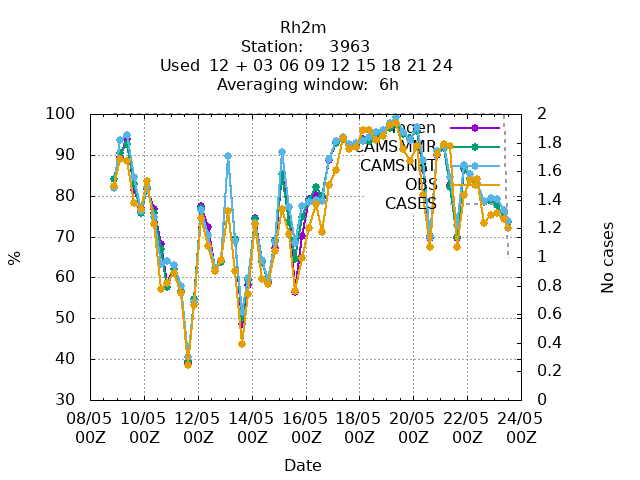 Rh2m
Station: 3963
Used 12 + 03 06 09 12 15 18 21 24
Averaging window: 6h
100
90
80
70
60
50
40
30
2
1.8
1.6
1.4
1.2
1
0.8
0.6
0.4
0.2
0
CAMSNMR
CAMSNRT
OBS
CASES
%
No cases
08/05 10/05 12/05 14/05 16/05 18/05 20/05 22/05 24/05
00Z 00Z 00Z 00Z 00Z 00Z 00Z 00Z 00Z
Date